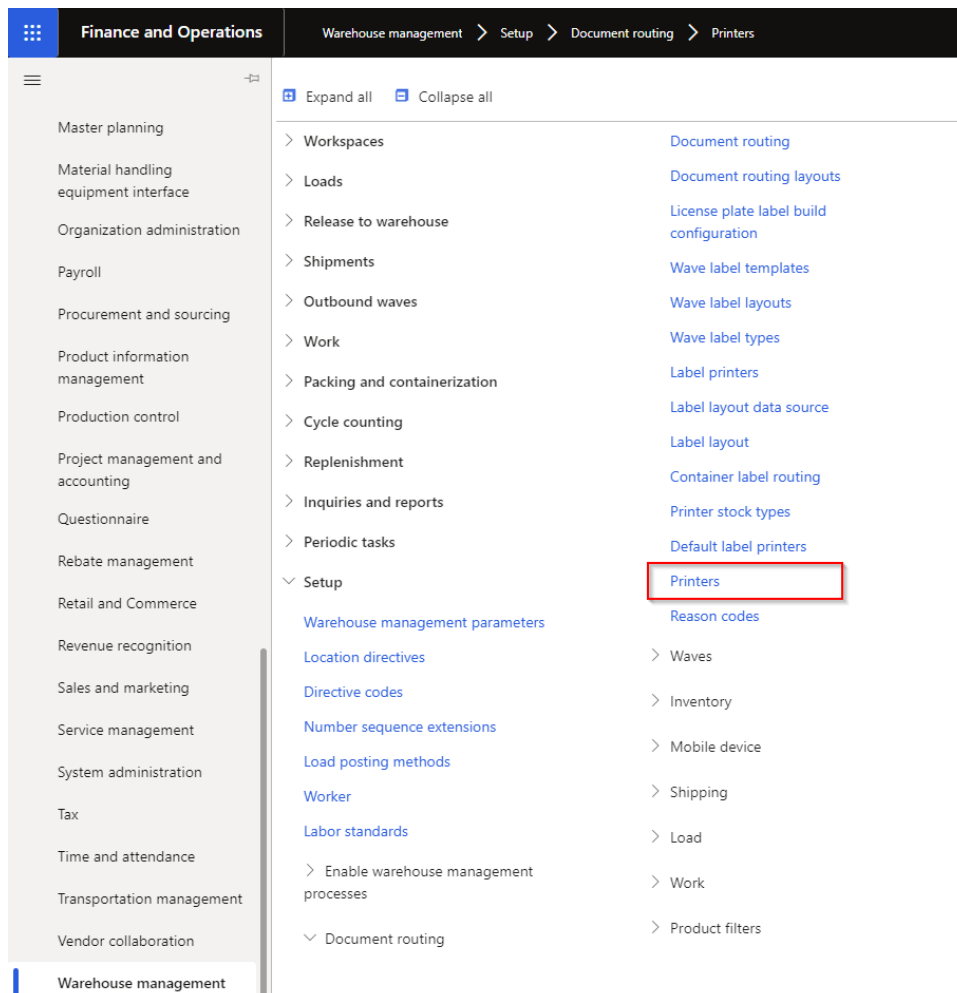 Finance and Operations
Warehouse management > Setup > Document routing > Printers
Expand all
Collapse all
Master planning
Material handling
equipment interface
Organization administration
Payroll
Procurement and sourcing
Product information
management
Production control
Project management and
accounting
Questionnaire
Rebate management
Retail and Commerce
Revenue recognition
Sales and marketing
Service management
System administration
Tax
Time and attendance
Transportation management
Vendor collaboration
Warehouse management
Workspaces
Loads
Release to warehouse
Shipments
Outbound waves
Work
Packing and containerization
Cycle counting
Replenishment
Inquiries and reports
Periodic tasks
Setup
Warehouse management parameters
Location directives
Directive codes
Number sequence extensions
Load posting methods
Worker
Labor standards
Enable warehouse management
processes
Document routing
Document routing
Document routing layouts
License plate label build
configuration
Wave label templates
Wave label layouts
Wave label types
Label printers
Label layout data source
Label layout
Container label routing
Printer stock types
Default label printers
Printers
Reason codes
Waves
Inventory
Mobile device
Shipping
Load
Work
Product filters